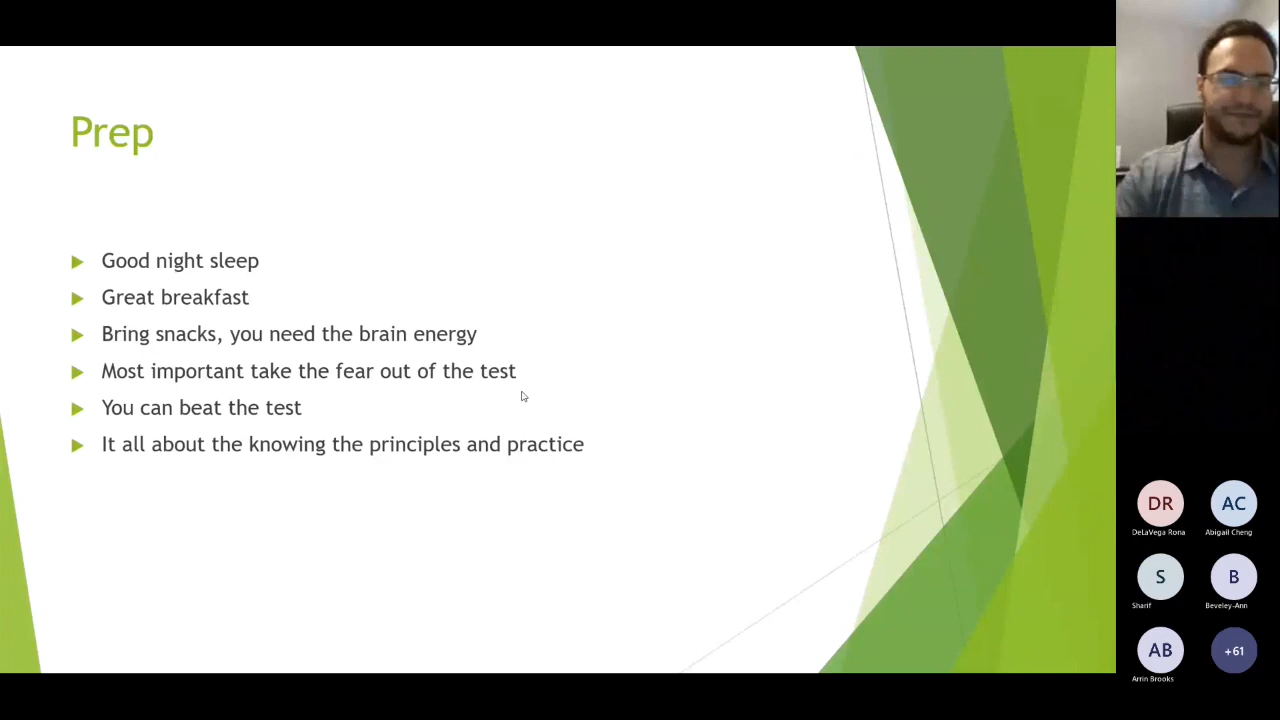 Prep
Good night sleep
Great breakfast
Bring snacks, you need the brain energy
Most important take the fear out of the test
You can beat the test
It all about the knowing the principles and practice
DR
AC
DeLaVega Rona
Abigail Cheng
S
B
Sharif
Beveley-Ann
AB
+61
Arrin Brooks